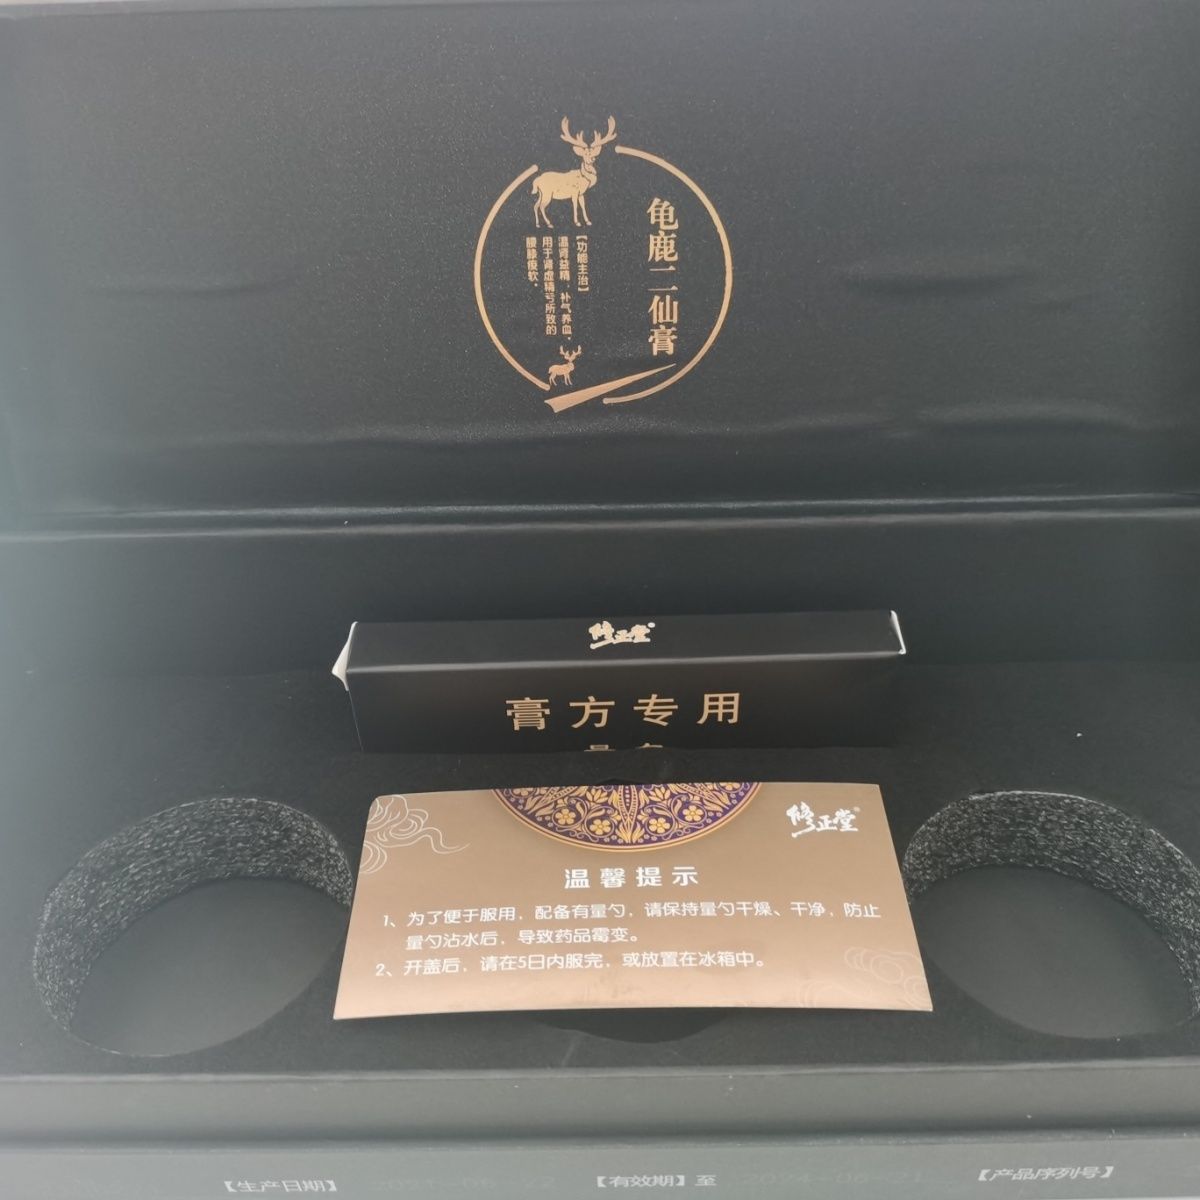 龟鹿二仙膏
【功能主治】
温肾益精，补气养血，
用于肾虚精亏所致的
腰膝痠软。
修正堂®
膏方专用
修正堂®
温馨提示
1、为了便于服用，配备有量勺，请保持量勺干燥、干净，防止
量勺沾水后，导致药品霉变。
2、开盖后，请在5日内服完，或放置在冰箱中。
【生产日期】
【有效期】至
【产品序列号】